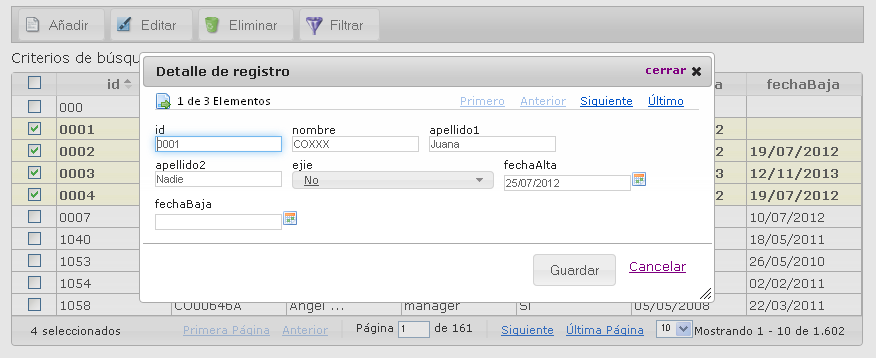 Añadir Editar Eliminar Filtrar
Criterios de búsqu
id a fechaBaja
Detalle de registro cerrar
1 de 3 Elementos Primero Anterior Siguiente Último
id nombre apellido1
0001 COXXX Juana
apellido2 ejie fechaAlta
Nadie No 25/07/2012
fechaBaja
Guardar Cancelar
000
0001 2
0002 2 19/07/2012
0003 3 12/11/2013
0004 2 19/07/2012
0007 10/07/2012
1040 18/05/2011
1053 26/05/2010
1054 02/02/2011
1058 CO00646A Angel ... manager Si 05/05/2008 22/03/2011
4 seleccionados Primera Página Anterior Página 1 de 161 Siguiente Última Página 10 Mostrando 1 - 10 de 1.602